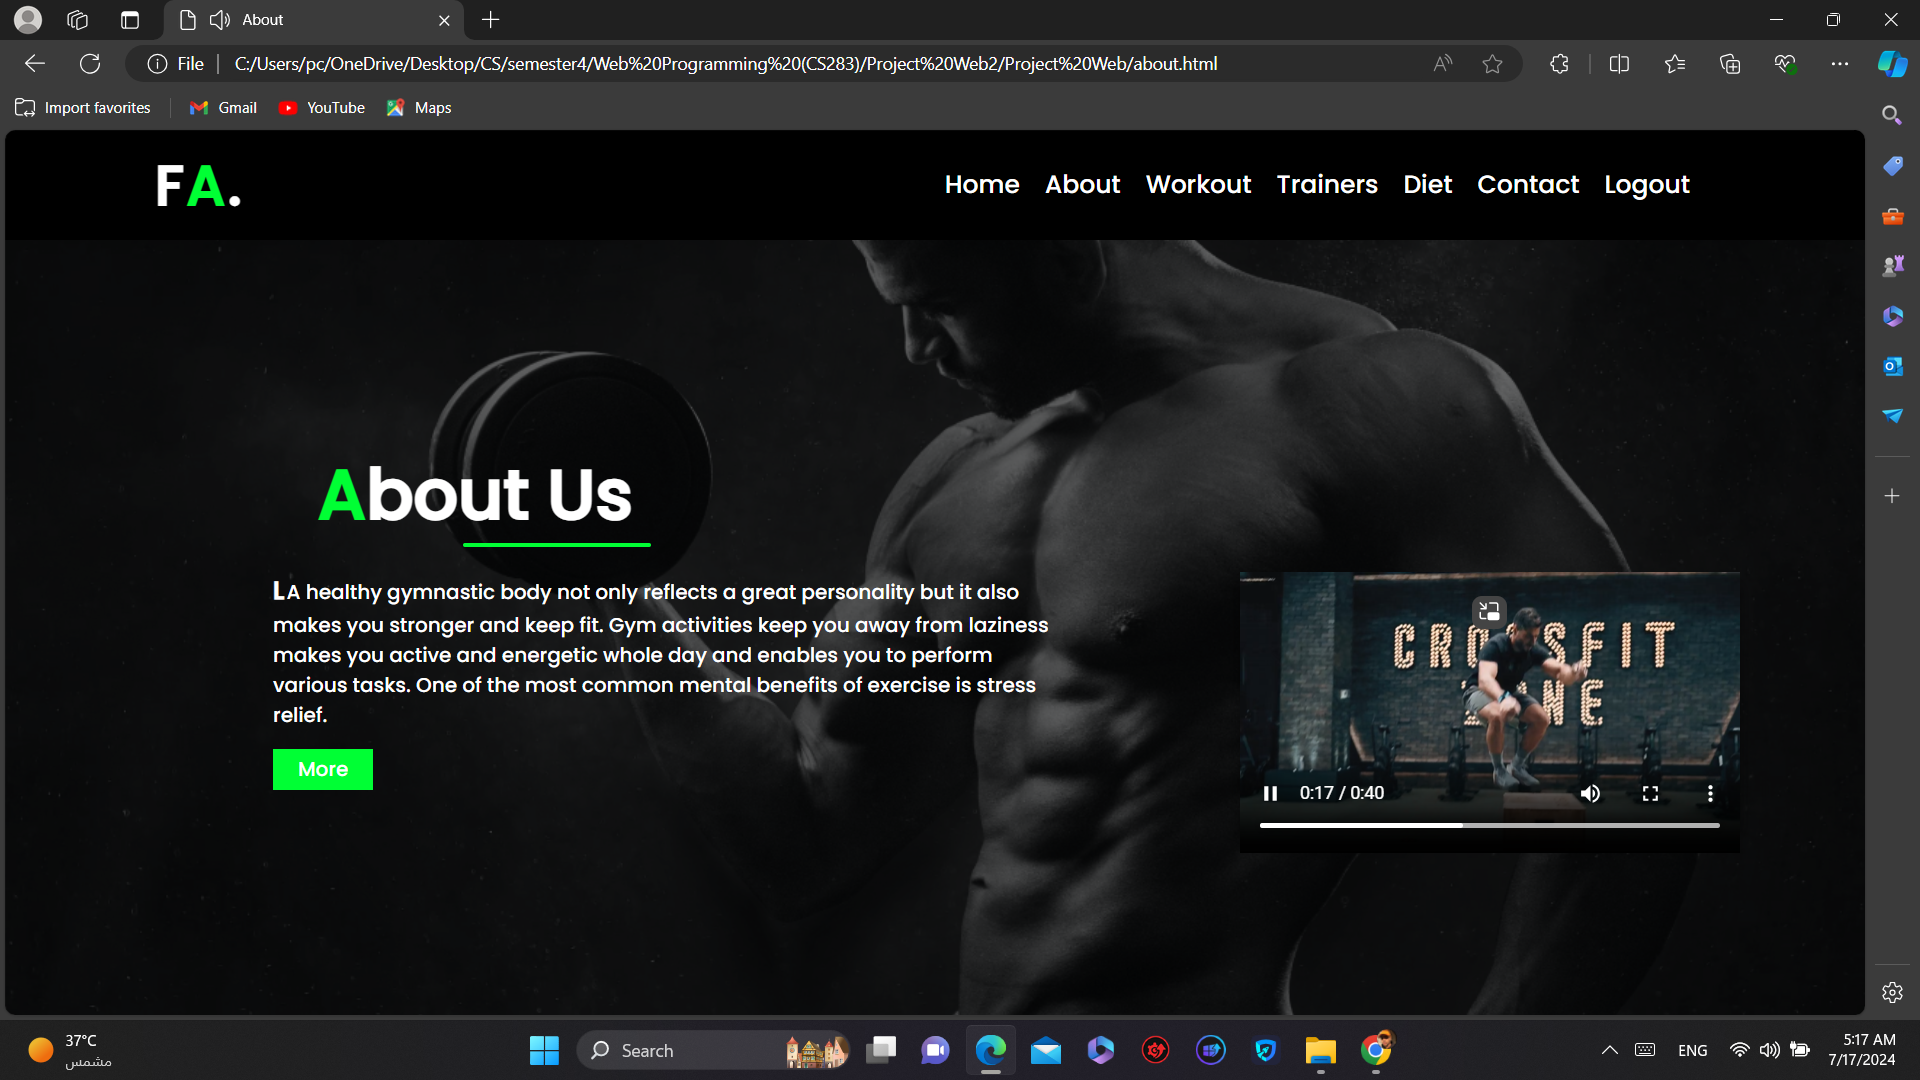 About
File
C:/Users/pc/OneDrive/Desktop/CS/semester4/Web%20Programming%20(CS283)/Project%20Web2/Project%20Web/about.html
Import favorites
Gmail
YouTube
Maps
FA.
Home About Workout Trainers Diet Contact Logout
About Us
LA healthy gymnastic body not only reflects a great personality but it also
makes you stronger and keep fit. Gym activities keep you away from laziness
makes you active and energetic whole day and enables you to perform
various tasks. One of the most common mental benefits of exercise is stress
relief.
More
CROSSFIT
ZONE
0:17 / 0:40
37°C
مشمس
Search
ENG
5:17 AM
7/17/2024